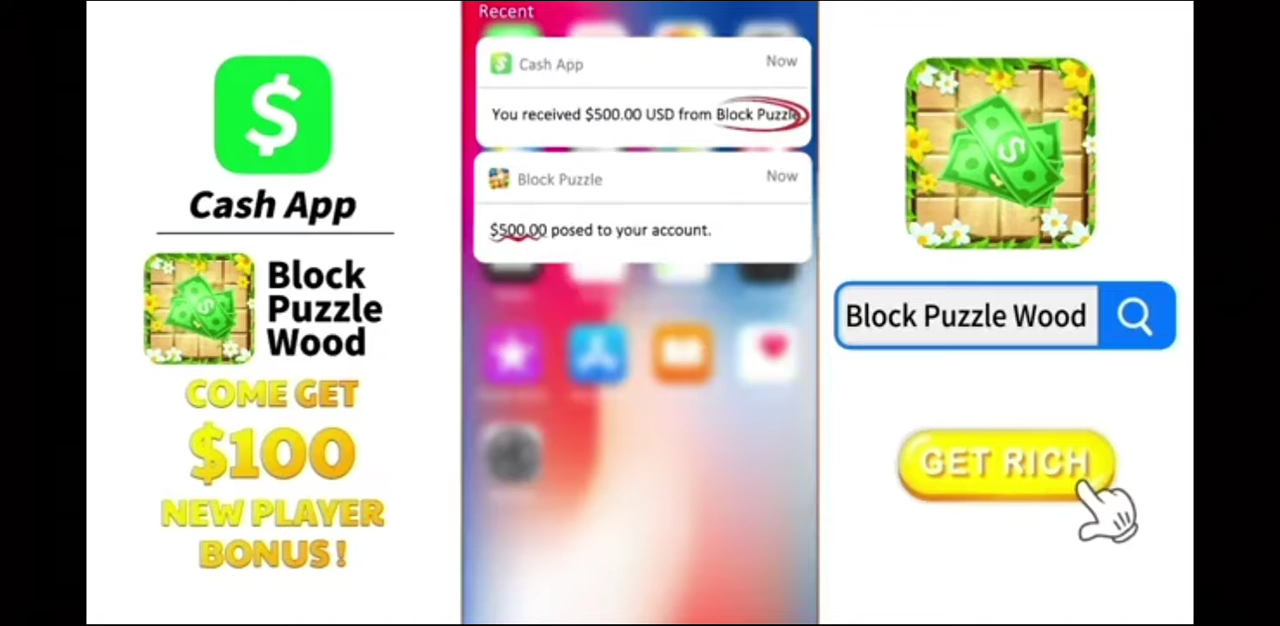 Cash App
Block
Puzzle
Wood
COME GET
$100
NEW PLAYER
BONUS!
Recent
Cash App
Now
You received $500.00 USD from Block Puzzle
Block Puzzle
Now
$500.00 posed to your account.
Block Puzzle Wood
GET RICH